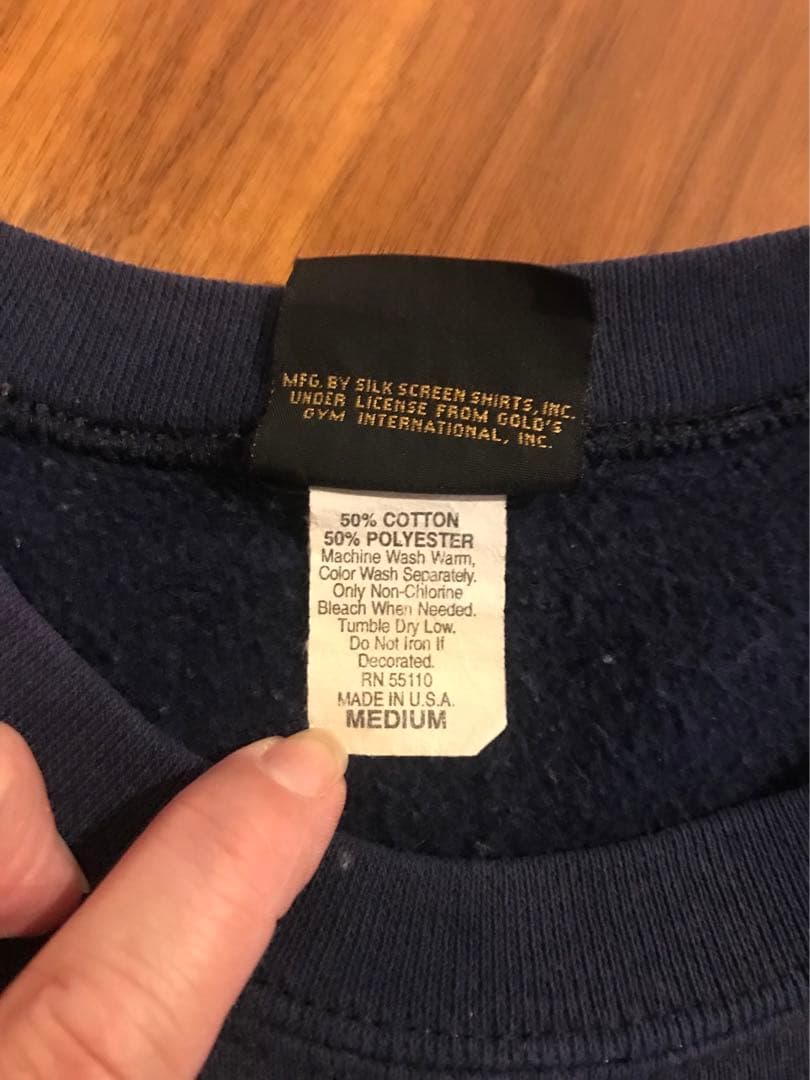 MFG. BY SILK SCREEN SHIRTS, INC.
UNDER LICENSE FROM GOLD'S
GYM INTERNATIONAL, INC.
50% COTTON
50% POLYESTER
Machine Wash Warm,
Color Wash Separately.
Only Non-Chlorine
Bleach When Needed.
Tumble Dry Low.
Do Not Iron If
Decorated.
RN 55110
MADE IN U.S.A.
MEDIUM